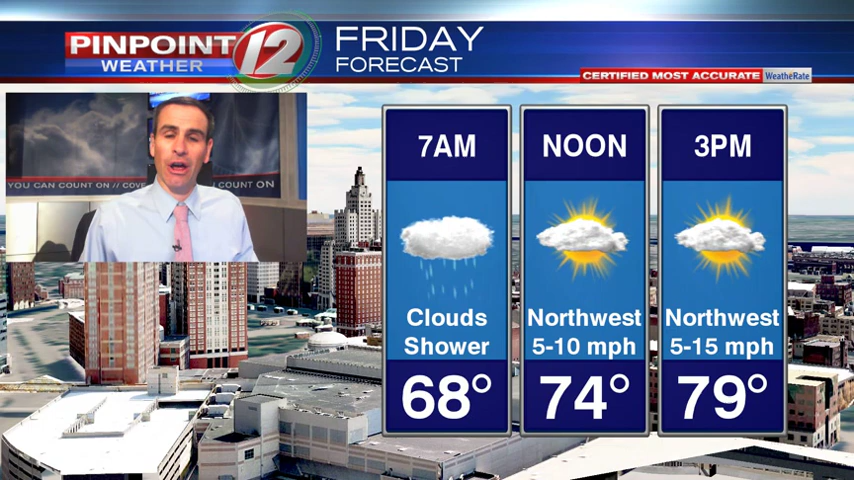 PINPOINT
WEATHER
12
FRIDAY
FORECAST
CERTIFIED MOST ACCURATE WeatheRate
YOU CAN COUNT ON // COVE
COUNT ON
7AM
Clouds
Shower
68°
NOON
Northwest
5-10 mph
74°
3PM
Northwest
5-15 mph
79°